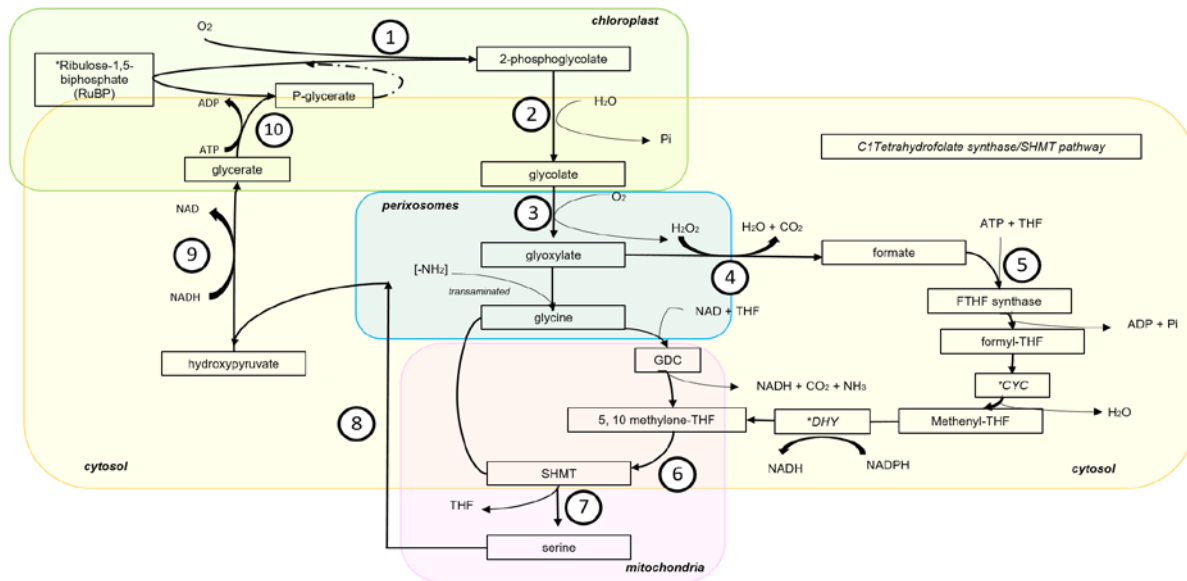 chloroplast
O₂
1
*Ribulose-1,5-
biphosphate
(RuBP)
2-phosphoglycolate
P-glycerate
ADP
ATP
10
2
H₂O
Pi
C1Tetrahydrofolate synthase/SHMT pathway
glycerate
glycolate
perixosomes
3
O₂
NAD
9
NADH
H₂O₂
H₂O + CO₂
4
glyoxylate
formate
ATP + THF
5
[-NH₂]
transaminated
glycine
NAD + THF
FTHF synthase
ADP + Pi
formyl-THF
hydroxypyruvate
GDC
NADH + CO₂ + NH₃
*CYC
H₂O
8
5, 10 methylene-THF
*DHY
Methenyl-THF
NADH
NADPH
cytosol
cytosol
SHMT
6
THF
7
serine
mitochondria